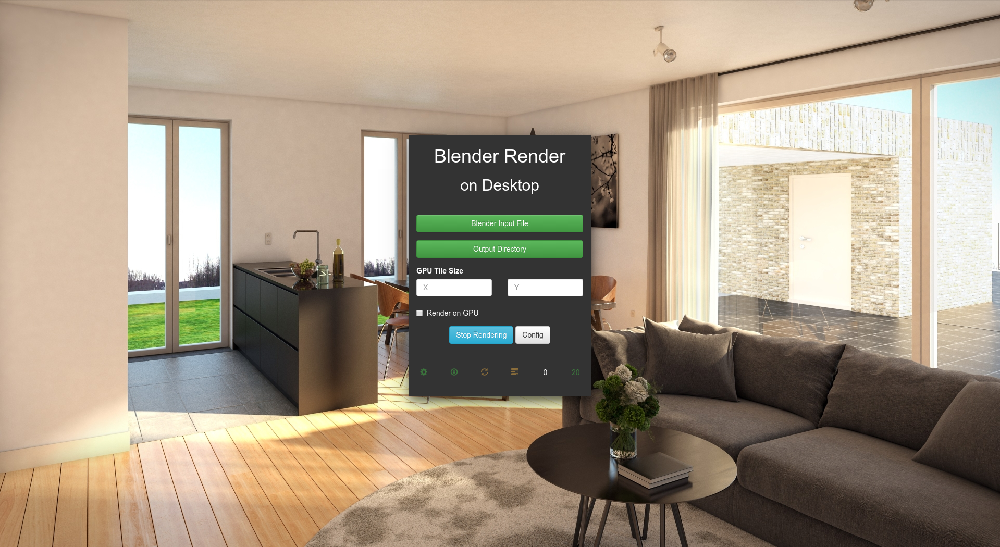 Blender Render
on Desktop
Blender Input File
Output Directory
GPU Tile Size
X Y
Render on GPU
Stop Rendering Config
0 20